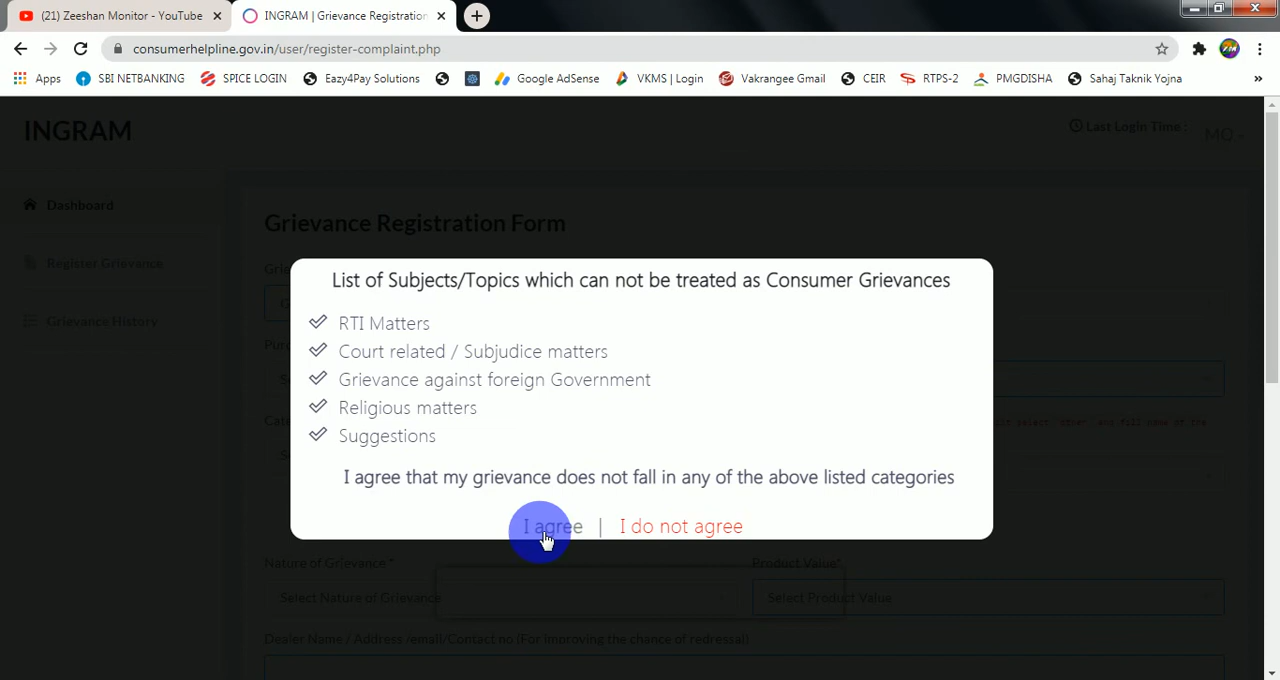 (21) Zeeshan Monitor - YouTube
INGRAM | Grievance Registration
consumerhelpline.gov.in/user/register-complaint.php
Apps SBI NETBANKING SPICE LOGIN Eazy4Pay Solutions Google AdSense VKMS | Login Vakrangee Gmail CEIR RTPS-2 PMGDISHA Sahaj Taknik Yojna »
INGRAM
Last Login Time :
Dashboard
Register Grievance
Grievance History
Grievance Registration Form
List of Subjects/Topics which can not be treated as Consumer Grievances
RTI Matters
Court related / Subjudice matters
Grievance against foreign Government
Religious matters
Suggestions
I agree that my grievance does not fall in any of the above listed categories
I agree | I do not agree
Nature of Grievance * Product Value*
Select Nature of Grievance Select Product Value
Dealer Name / Address /email/Contact no (For improving the chance of redressal)